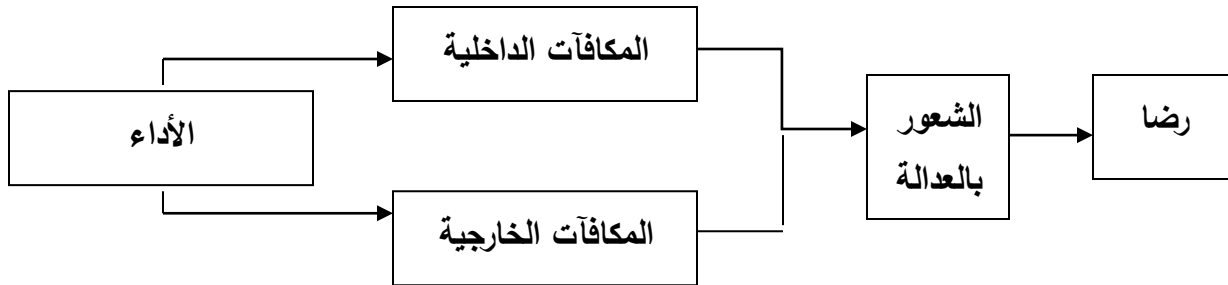 الأداء
المكافآت الداخلية
المكافآت الخارجية
الشعور
بالعدالة
رضا